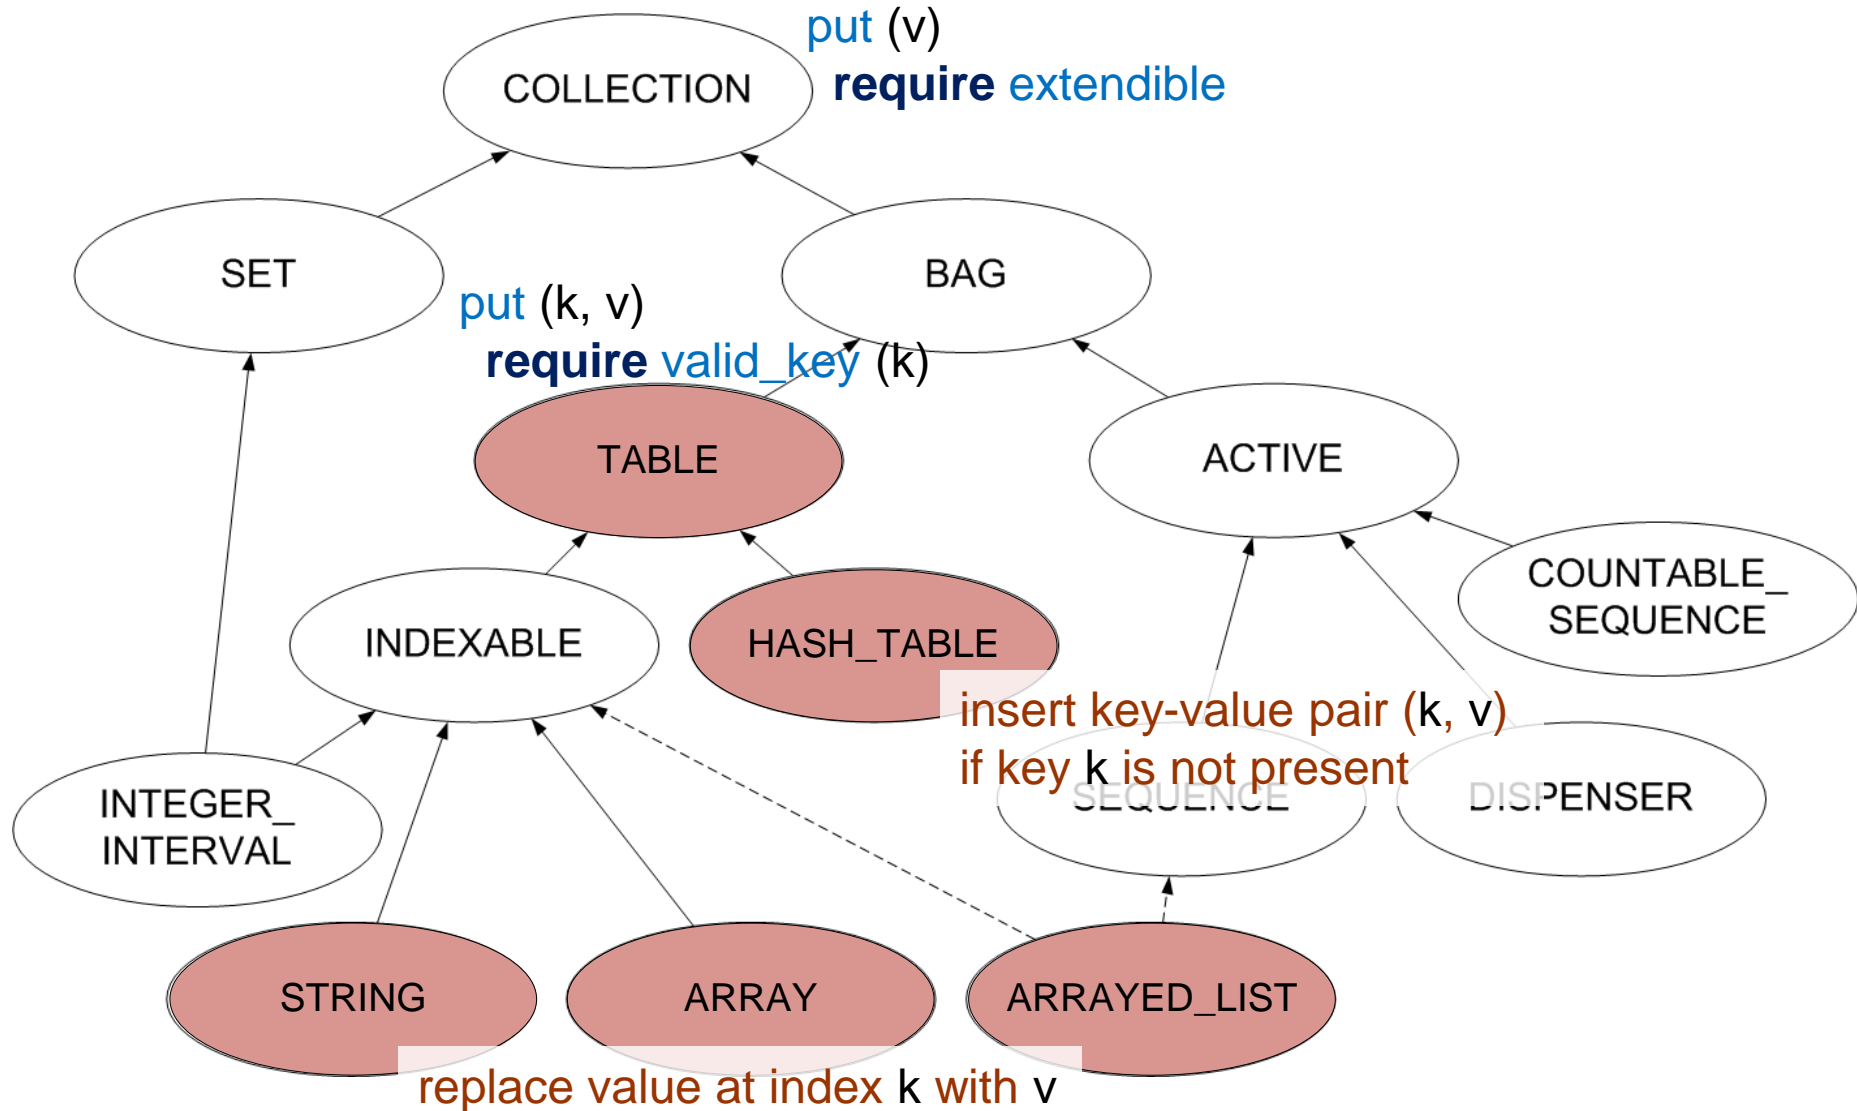 put (v)
require extendible
COLLECTION
SET
BAG
put (k, v)
require valid_key (k)
TABLE
ACTIVE
COUNTABLE_
SEQUENCE
INDEXABLE
HASH_TABLE
insert key-value pair (k, v)
if key k is not present
SEQUENCE
DISPENSER
INTEGER_
INTERVAL
STRING
ARRAY
ARRAYED_LIST
replace value at index k with v